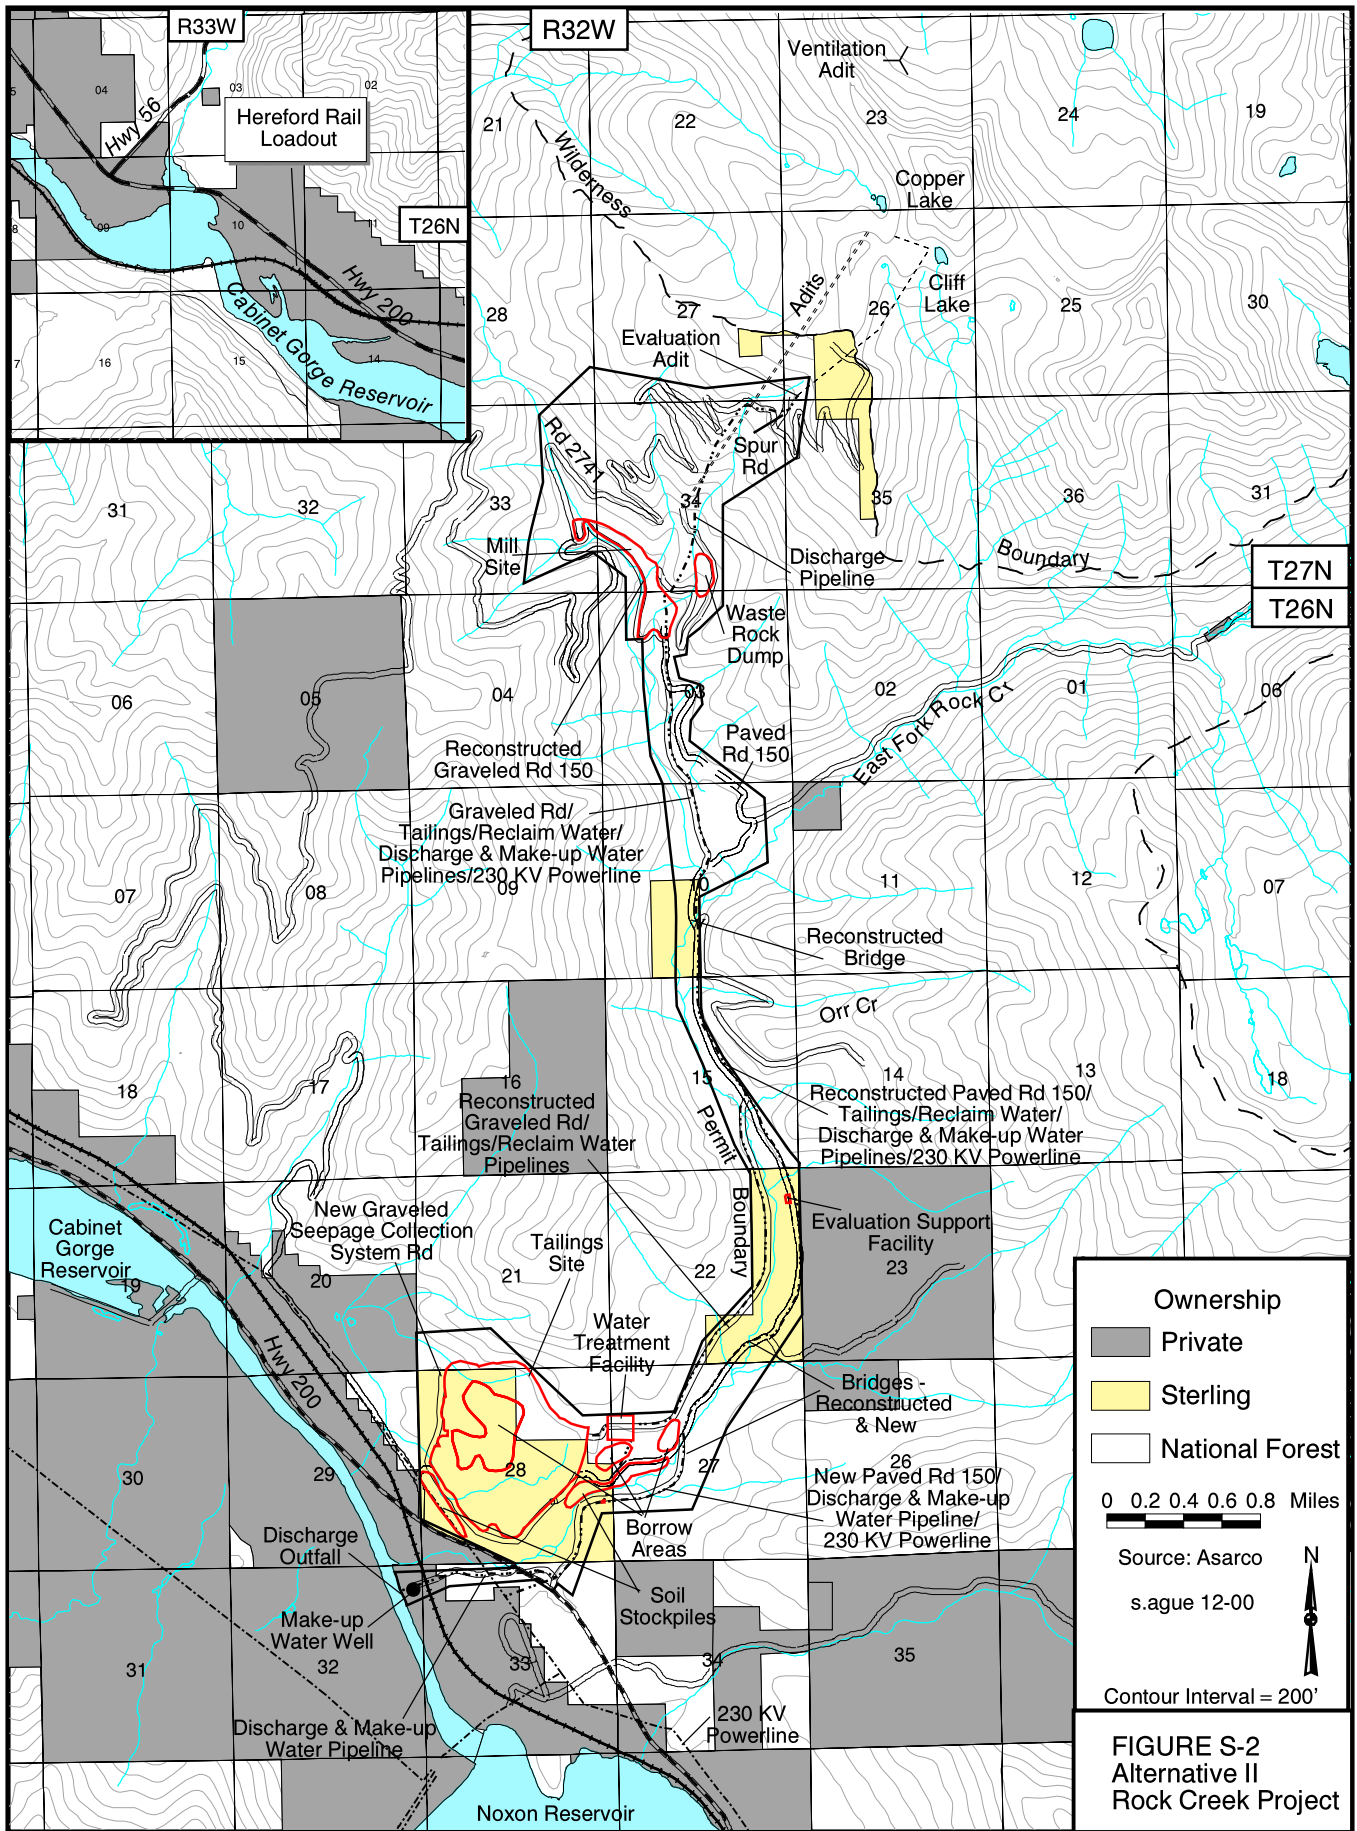 R33W
R32W
5
04
03
02
Hwy 56
Hereford Rail
Loadout
T26N
8
09
10
11
Hwy 200
Cabinet Gorge Reservoir
7
16
15
14
Ventilation
Adit
21
22
23
24
19
Wilderness
Copper
Lake
Adits
Cliff
Lake
28
27
26
25
30
Evaluation
Adit
Rd 2741
Spur
Rd
31
32
33
34
35
36
31
Mill
Site
Discharge
Pipeline
Boundary
T27N
T26N
Waste
Rock
Dump
06
05
04
03
02
01
06
East Fork Rock Cr
Reconstructed
Graveled Rd 150
Paved
Rd 150
Graveled Rd/
Tailings/Reclaim Water/
Discharge & Make-up Water
Pipelines/230 KV Powerline
07
08
09
0
11
12
07
Reconstructed
Bridge
Orr Cr
18
17
16
15
14
13
18
Reconstructed
Graveled Rd/
Tailings/Reclaim Water
Pipelines
Permit
Boundary
Reconstructed Paved Rd 150/
Tailings/Reclaim Water/
Discharge & Make-up Water
Pipelines/230 KV Powerline
New Graveled
Seepage Collection
System Rd
Tailings
Site
Evaluation Support
Facility
Cabinet
Gorge
Reservoir
19
20
21
22
23
Water
Treatment
Facility
Hwy 200
Bridges -
Reconstructed
& New
30
29
28
27
26
New Paved Rd 150/
Discharge & Make-up
Water Pipeline/
230 KV Powerline
Discharge
Outfall
Borrow
Areas
Soil
Stockpiles
Make-up
Water Well
31
32
33
34
35
Discharge & Make-up
Water Pipeline
230 KV
Powerline
Noxon Reservoir
Ownership
Private
Sterling
National Forest
0 0.2 0.4 0.6 0.8 Miles
Source: Asarco
s.ague 12-00
N
Contour Interval = 200'
FIGURE S-2
Alternative II
Rock Creek Project